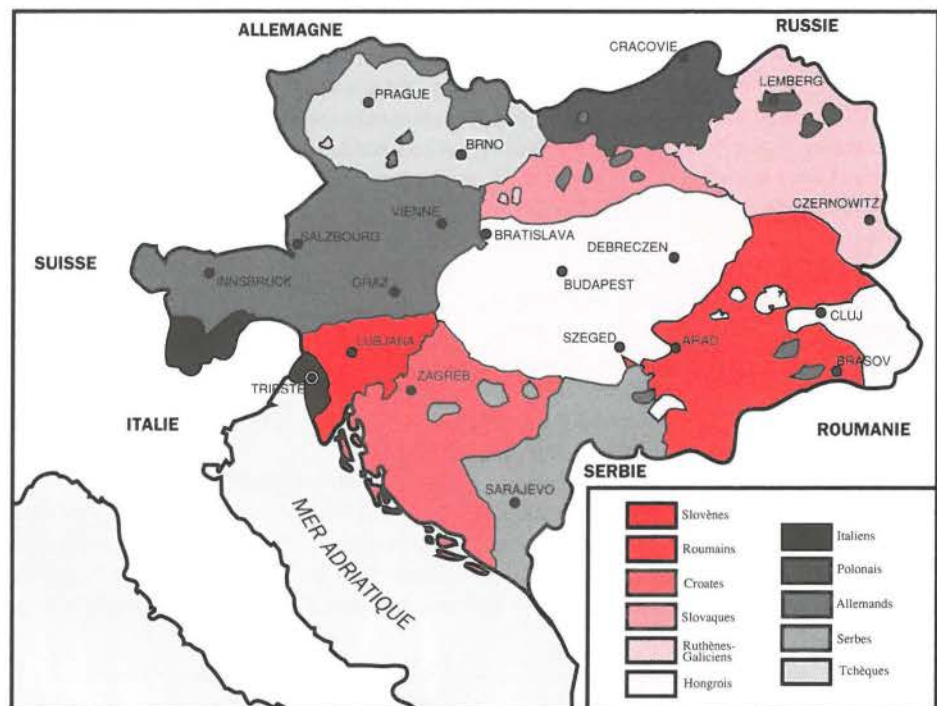 ALLEMAGNE
RUSSIE
CRACOVIE
PRAGUE
LEMBERG
BRNO
CZERNOWITZ
VIENNE
BRATISLAVA
SALZBOURG
DEBRECZEN
SUISSE
INNSBRUCK
BUDAPEST
GRAZ
CLUJ
SZEGED
ARAD
LUBJANA
BRASOV
ZAGREB
TRIESTE
ITALIE
ROUMANIE
SERBIE
SARAJEVO
MER ADRIATIQUE
Slovènes
Roumains
Croates
Slovaques
Ruthènes-
Galiciens
Hongrois
Italiens
Polonais
Allemands
Serbes
Tchèques